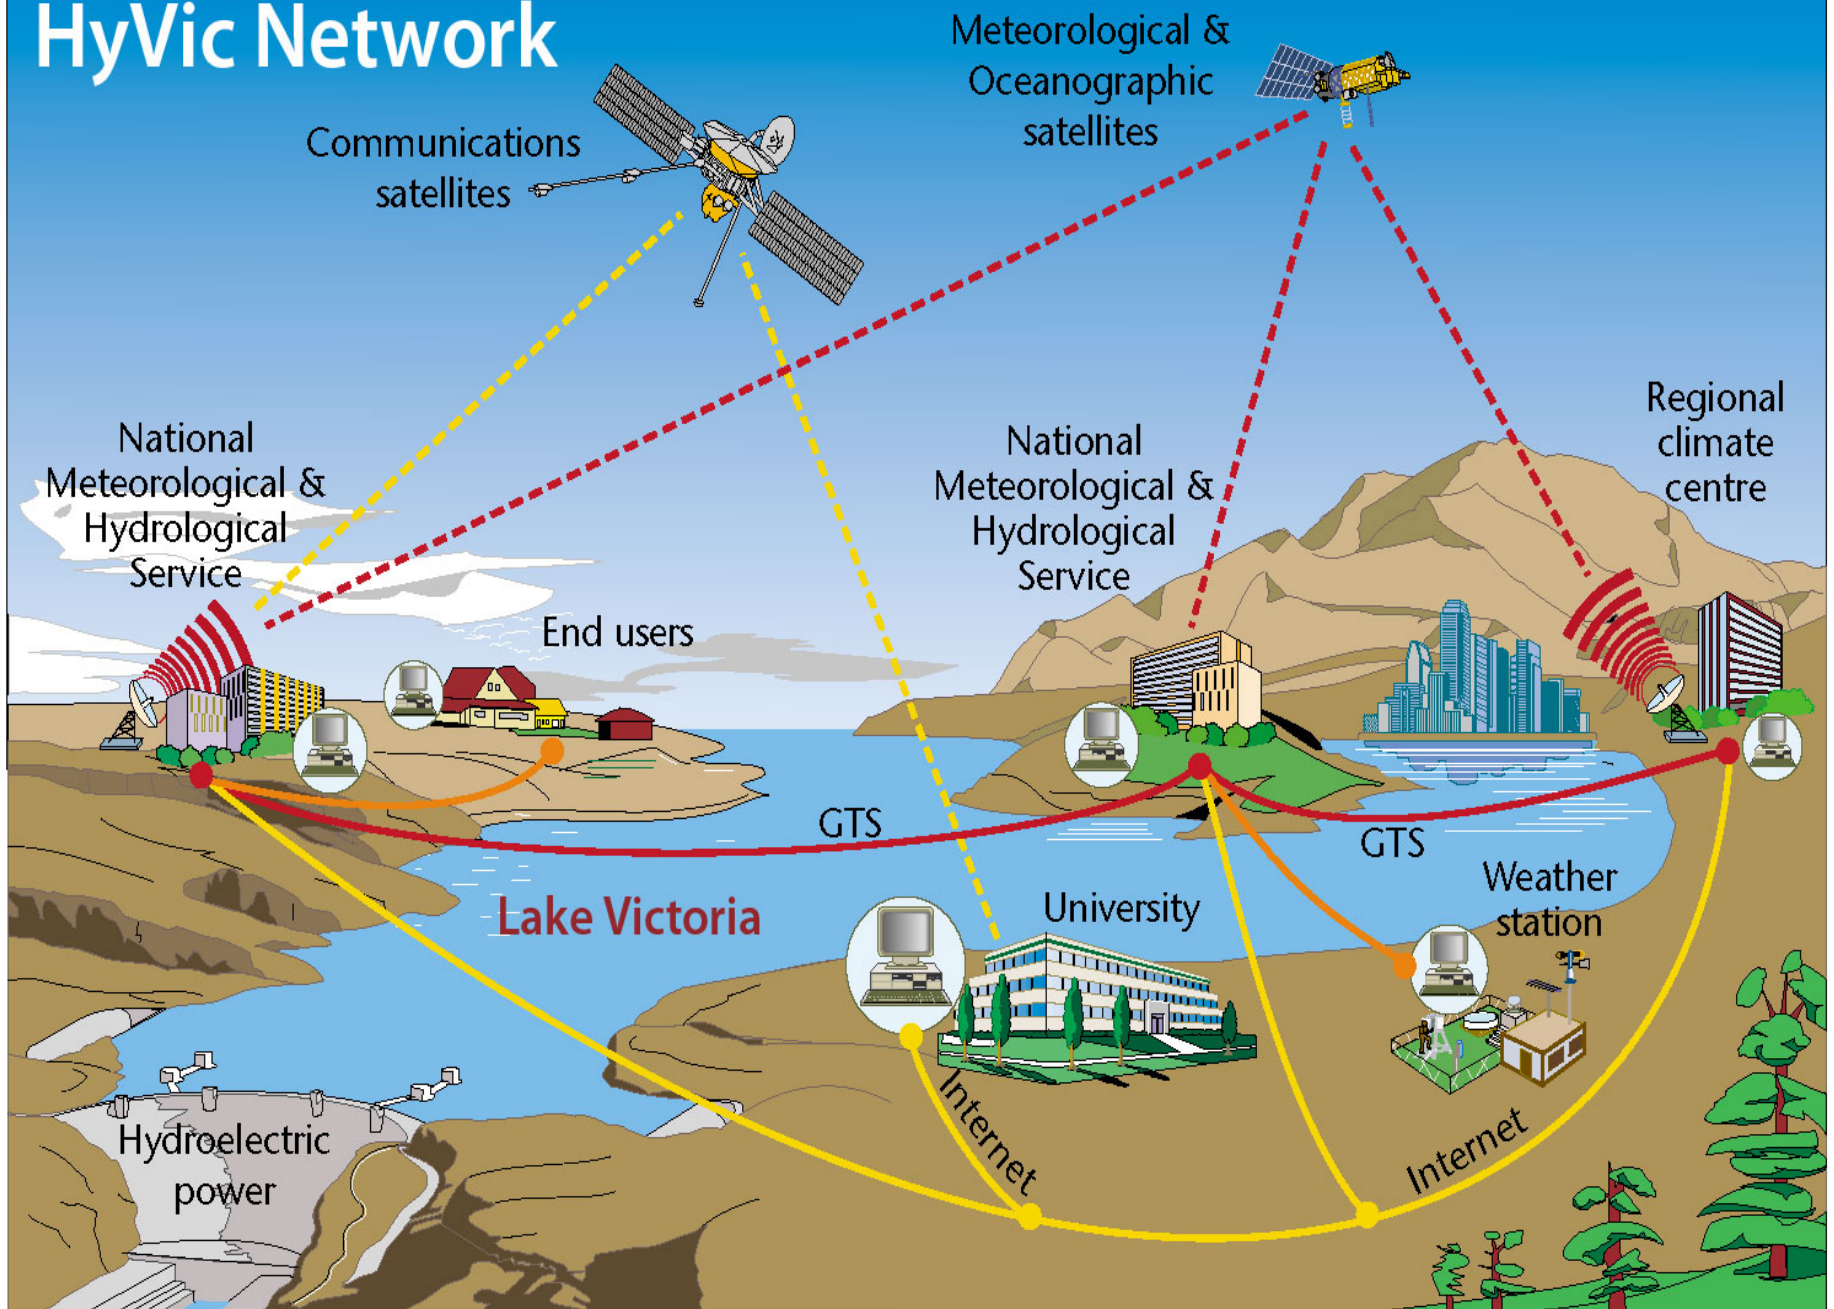 HyVic Network
Meteorological &
Oceanographic
satellites
Communications
satellites
National
Meteorological &
Hydrological
Service
End users
National
Meteorological &
Hydrological
Service
Regional
climate
centre
GTS
GTS
Lake Victoria
University
Weather
station
Internet
Internet
Hydroelectric
power